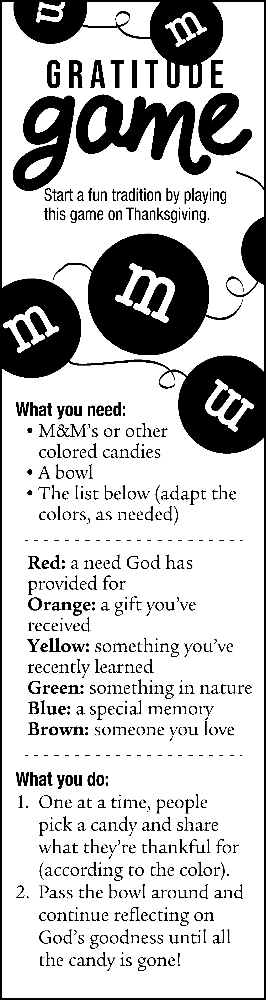 m
m
GRATITUDE
game
Start a fun tradition by playing
this game on Thanksgiving.
m
m
m
What you need:
• M&M’s or other
colored candies
• A bowl
• The list below (adapt the
colors, as needed)
Red: a need God has
provided for
Orange: a gift you’ve
received
Yellow: something you’ve
recently learned
Green: something in nature
Blue: a special memory
Brown: someone you love
What you do:
1. One at a time, people
pick a candy and share
what they’re thankful for
(according to the color).
2. Pass the bowl around and
continue reflecting on
God’s goodness until all
the candy is gone!